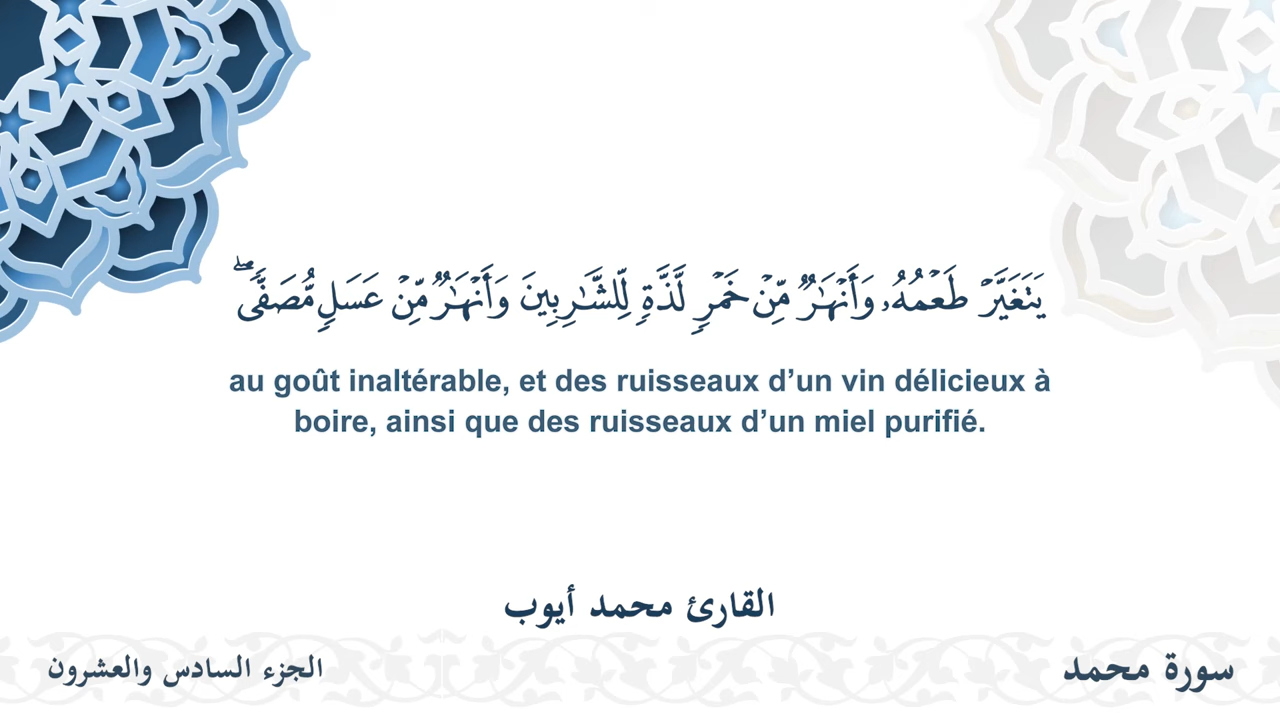 يَتَغَيَّرْ طَعْمُهُۥ وَأَنْهَـٰرٌ مِّنْ خَمْرٍ لَّذَّةٍ لِّلشَّـٰرِبِينَ وَأَنْهَـٰرٌ مِّنْ عَسَلٍ مُّصَفًّىۖ
au goût inaltérable, et des ruisseaux d’un vin délicieux à
boire, ainsi que des ruisseaux d’un miel purifié.
القارئ محمد أيوب
سورة محمد
الجزء السادس والعشرون